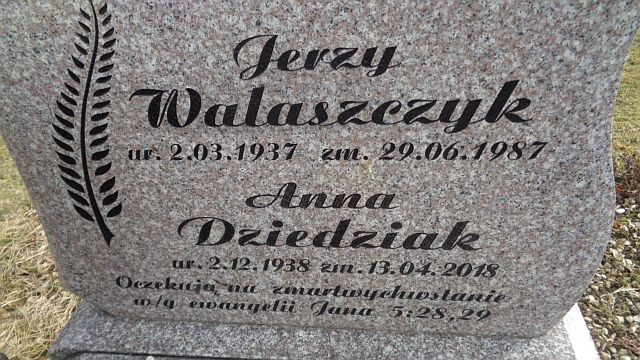 Jerzy
Walaszczyk
ur. 2.03.1937 zm. 29.06.1987
Anna
Dziedziak
ur. 2.12.1938 zm. 13.04.2018
Oczekują na zmartwychwstanie
w/g ewangelii Jana 5:28,29